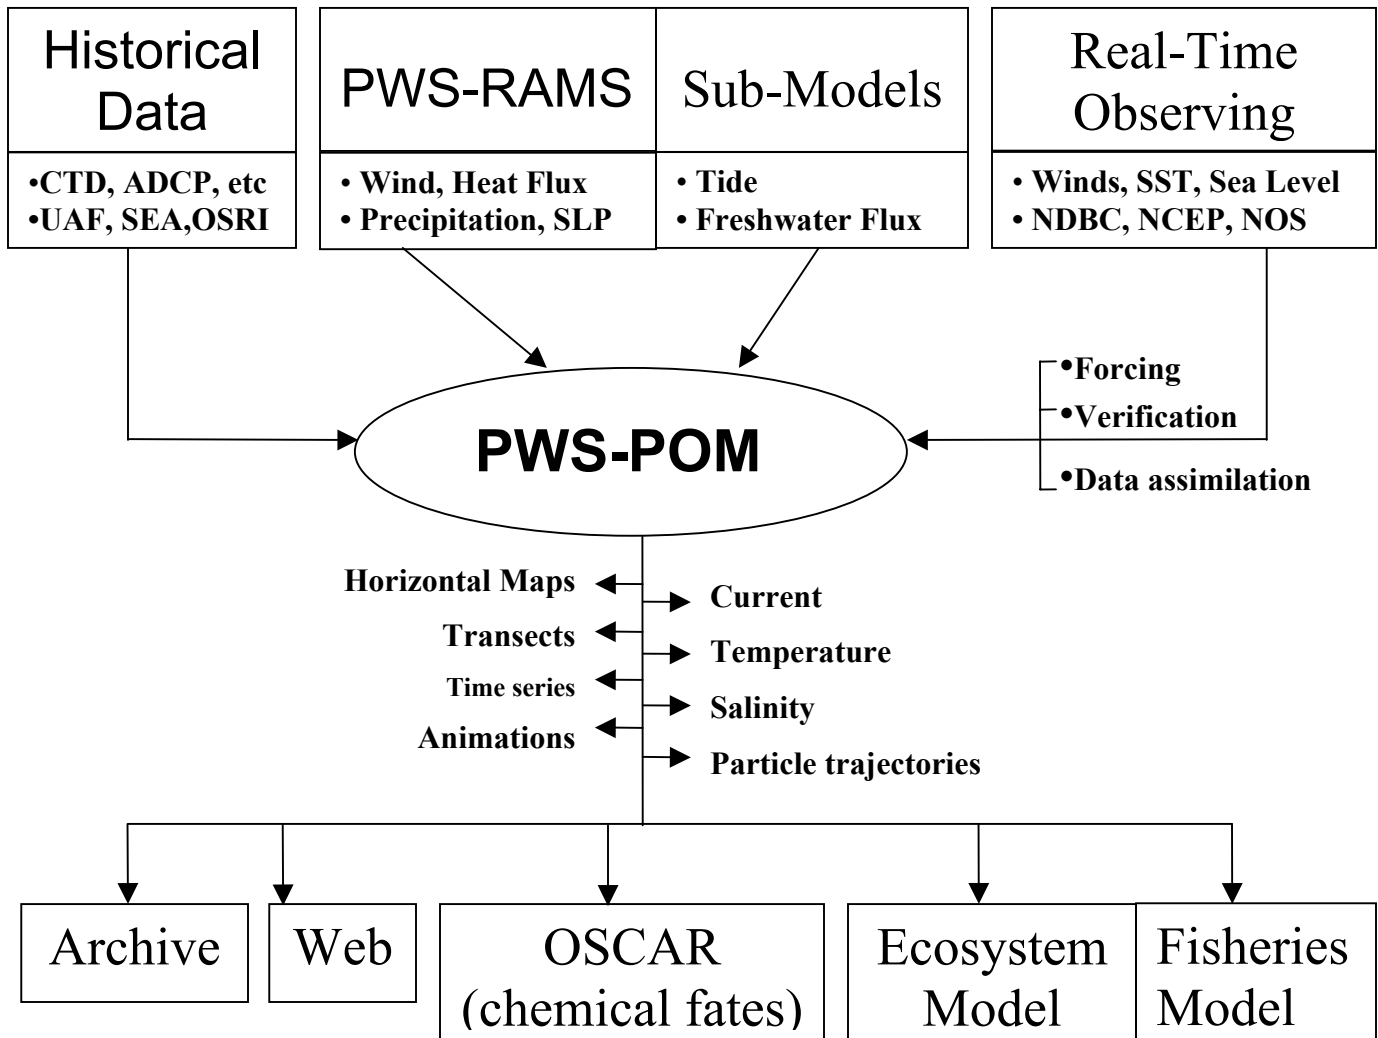 Historical
Data
•CTD, ADCP, etc
•UAF, SEA,OSRI
PWS-RAMS
• Wind, Heat Flux
• Precipitation, SLP
Sub-Models
• Tide
• Freshwater Flux
Real-Time
Observing
• Winds, SST, Sea Level
• NDBC, NCEP, NOS
•Forcing
•Verification
•Data assimilation
PWS-POM
Horizontal Maps
Transects
Time series
Animations
Current
Temperature
Salinity
Particle trajectories
Archive
Web
OSCAR
(chemical fates)
Ecosystem
Model
Fisheries
Model